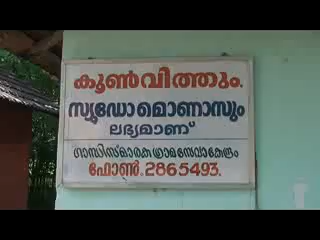 കൂൺവിത്തും.
സ്യുഡോമൊണാസും
ലഭ്യമാണ്
ഗാന്ധിസ്മാരക ഗ്രാമസേവാകേന്ദ്രം
ഫോൺ. 2865493.